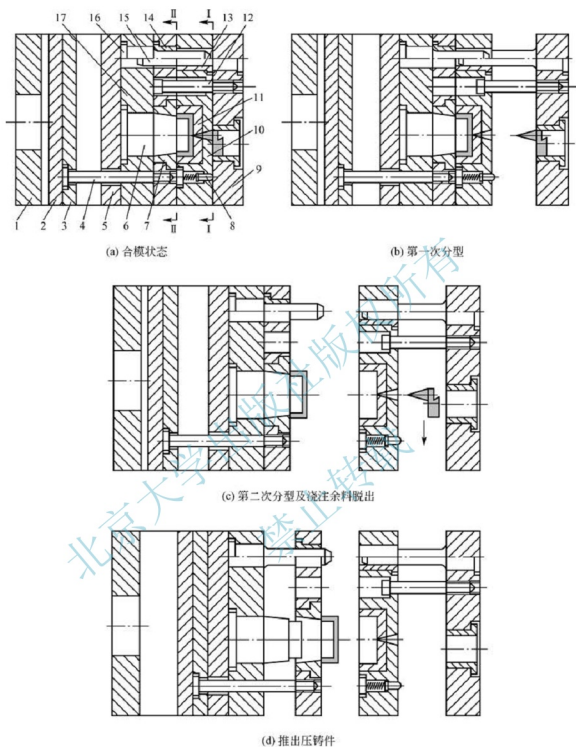 17 16 15 14 Ⅱ Ⅰ 13 12
11
10
1 2 3 4 5 6 7 Ⅱ Ⅰ 8 9
(a) 合模状态
(b) 第一次分型
(c) 第二次分型及浇注余料脱出
(d) 推出压铸件
北京大学出版社版权所有
禁止转载